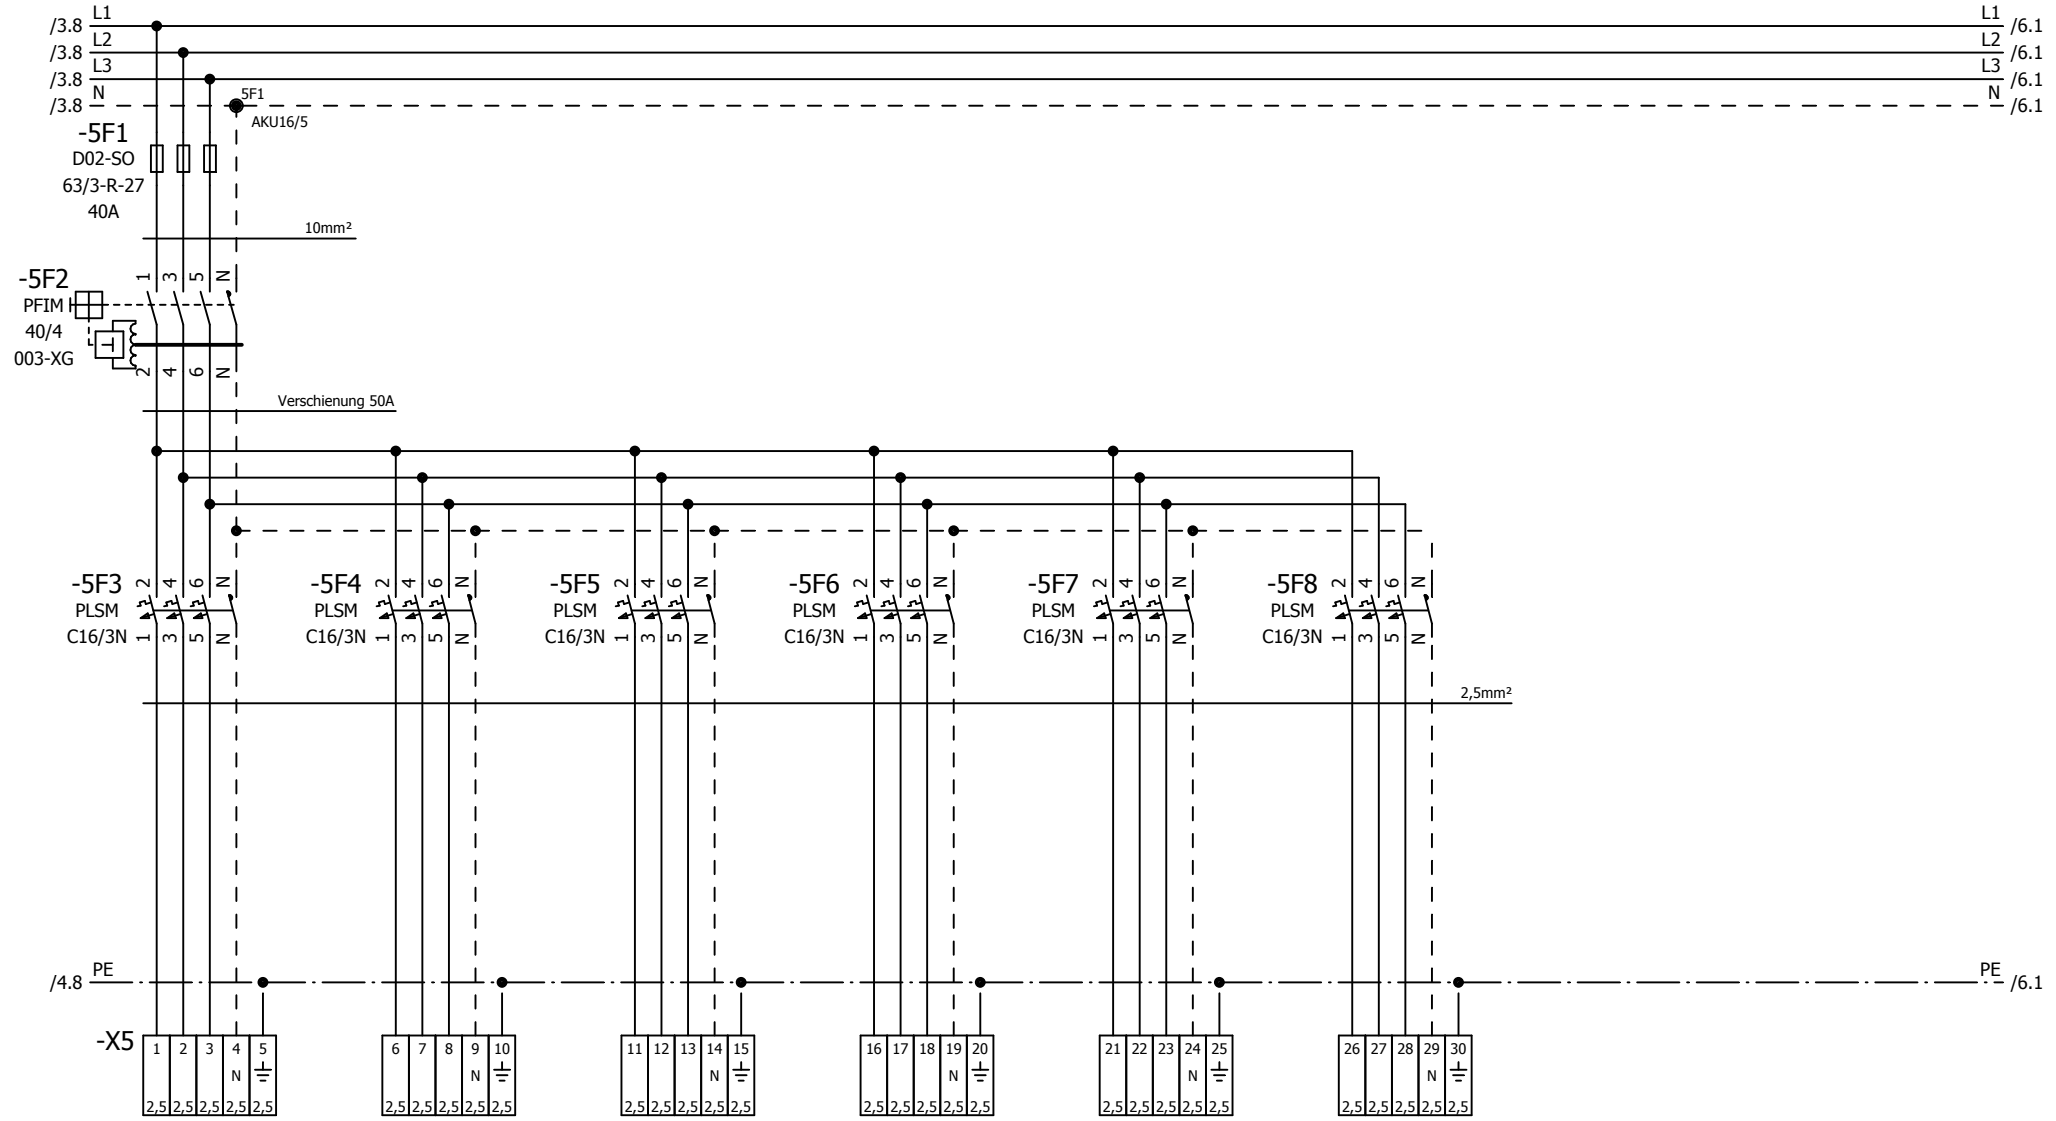 L1 L1
/3.8 /6.1
L2 L2
/3.8 /6.1
L3 L3
/3.8 /6.1
N 5F1 N
/3.8 /6.1
AKU16/5
-5F1
D02-SO
63/3-R-27
40A
10mm²
-5F2 1 3 5 N
PFIM
40/4
003-XG 2 4 6 N
Verschienung 50A
-5F3 2 4 6 N -5F4 2 4 6 N -5F5 2 4 6 N -5F6 2 4 6 N -5F7 2 4 6 N -5F8 2 4 6 N
PLSM PLSM PLSM PLSM PLSM PLSM
C16/3N 1 3 5 N C16/3N 1 3 5 N C16/3N 1 3 5 N C16/3N 1 3 5 N C16/3N 1 3 5 N C16/3N 1 3 5 N
2,5mm²
PE PE
/4.8 /6.1
-X5 1 2 3 4 5 6 7 8 9 10 11 12 13 14 15 16 17 18 19 20 21 22 23 24 25 26 27 28 29 30
N N N N N N
2,5 2,5 2,5 2,5 2,5 2,5 2,5 2,5 2,5 2,5 2,5 2,5 2,5 2,5 2,5 2,5 2,5 2,5 2,5 2,5 2,5 2,5 2,5 2,5 2,5 2,5 2,5 2,5 2,5 2,5